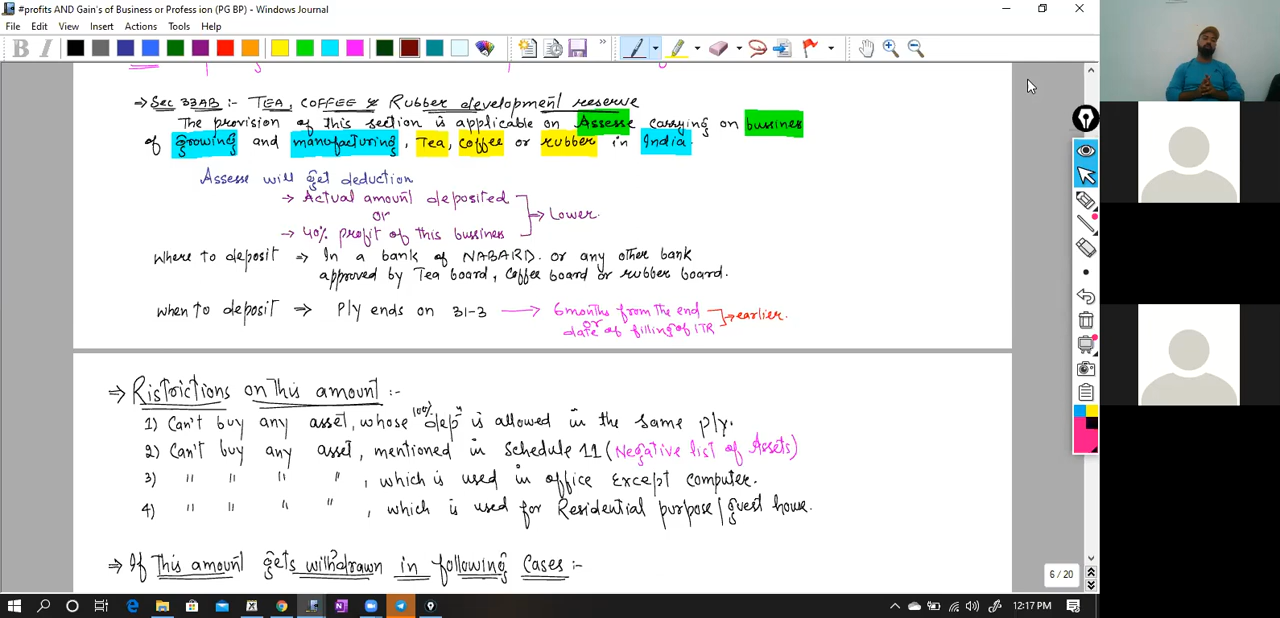 #profits AND Gain's of Business or Profess ion (PG BP) - Windows Journal
File Edit View Insert Actions Tools Help
B I
→ Sec 33AB :- TEA, COFFEE & Rubber development reserve
The provision of this section is applicable on Assesse carrying on bussines
of growing and manufacturing, Tea, coffee or rubber in India.
Assesse will get deduction
→ Actual amount deposited
or
→ Lower.
→ 40% profit of this bussines
Where to deposit ⇒ In a bank of NABARD. or any other bank
approved by Tea board, Coffee board or rubber board.
When to deposit ⇒ Ply ends on 31-3 → 6 months from the end
or
→ earlier.
date of filling of ITR
⇒ Ristrictions on This amount :-
1) Can't buy any asset, whose 100% depⁿ is allowed in the same ply.
2) Can't buy any asset, mentioned in Schedule 11 (Negative list of Assets)
3) " " " " , which is used in office except computer.
4) " " " " , which is used for Residential purpose/guest house.
⇒ If This amount gets withdrawn in following Cases :-
6 / 20
12:17 PM